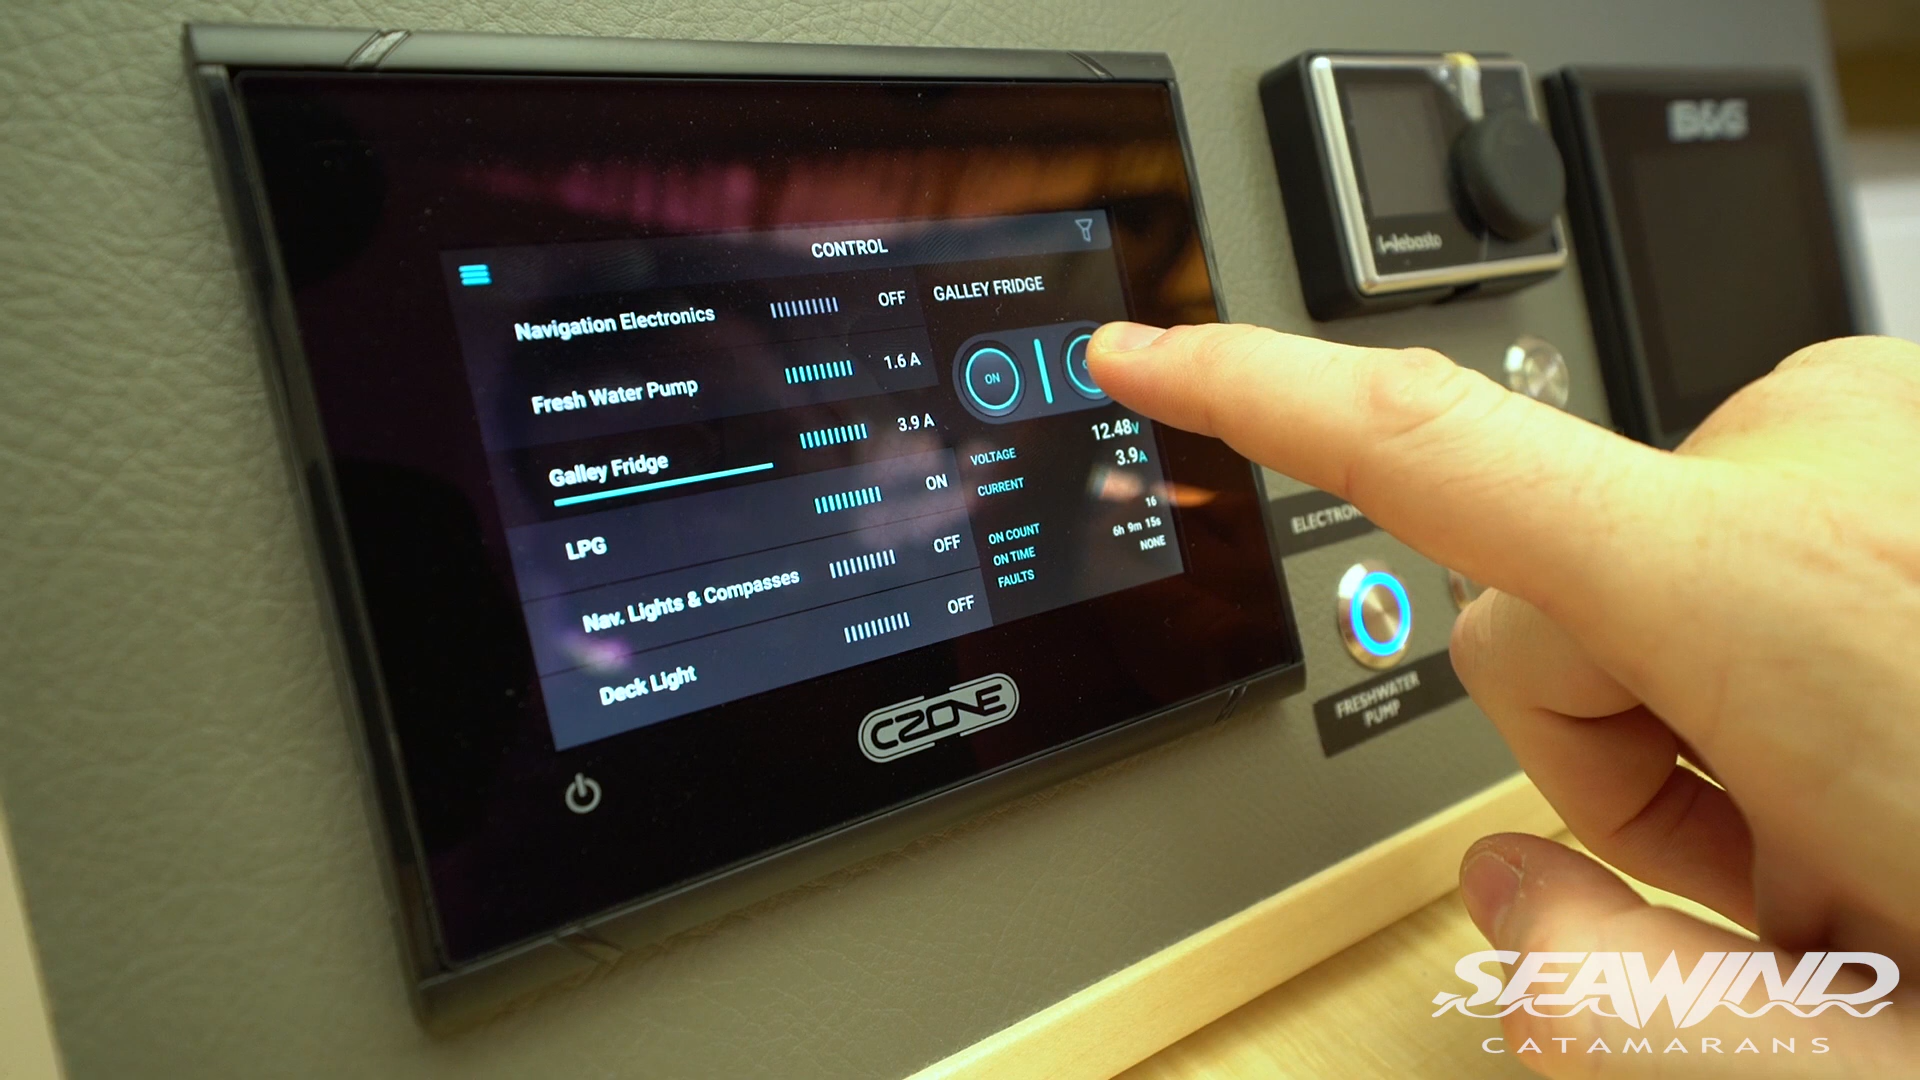 CONTROL
Navigation Electronics OFF
Fresh Water Pump 1.6 A
Galley Fridge 3.9 A
LPG ON
Nav. Lights & Compasses OFF
Deck Light OFF
GALLEY FRIDGE
ON
VOLTAGE 12.48V
CURRENT 3.9A
ON COUNT 16
ON TIME 6h 9m 15s
FAULTS NONE
CZONE
Webasto
B&G
FRESHWATER
PUMP
SEAWIND
CATAMARANS